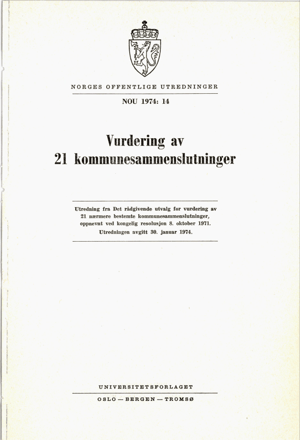 NORGES OFFENTLIGE UTREDNINGER
NOU 1974: 14
Vurdering av
21 kommunesammenslutninger
Utredning fra Det rådgivende utvalg for vurdering av
21 nærmere bestemte kommunesammenslutninger,
oppnevnt ved kongelig resolusjon 8. oktober 1971.
Utredningen avgitt 30. januar 1974.
UNIVERSITETSFORLAGET
OSLO — BERGEN — TROMSØ